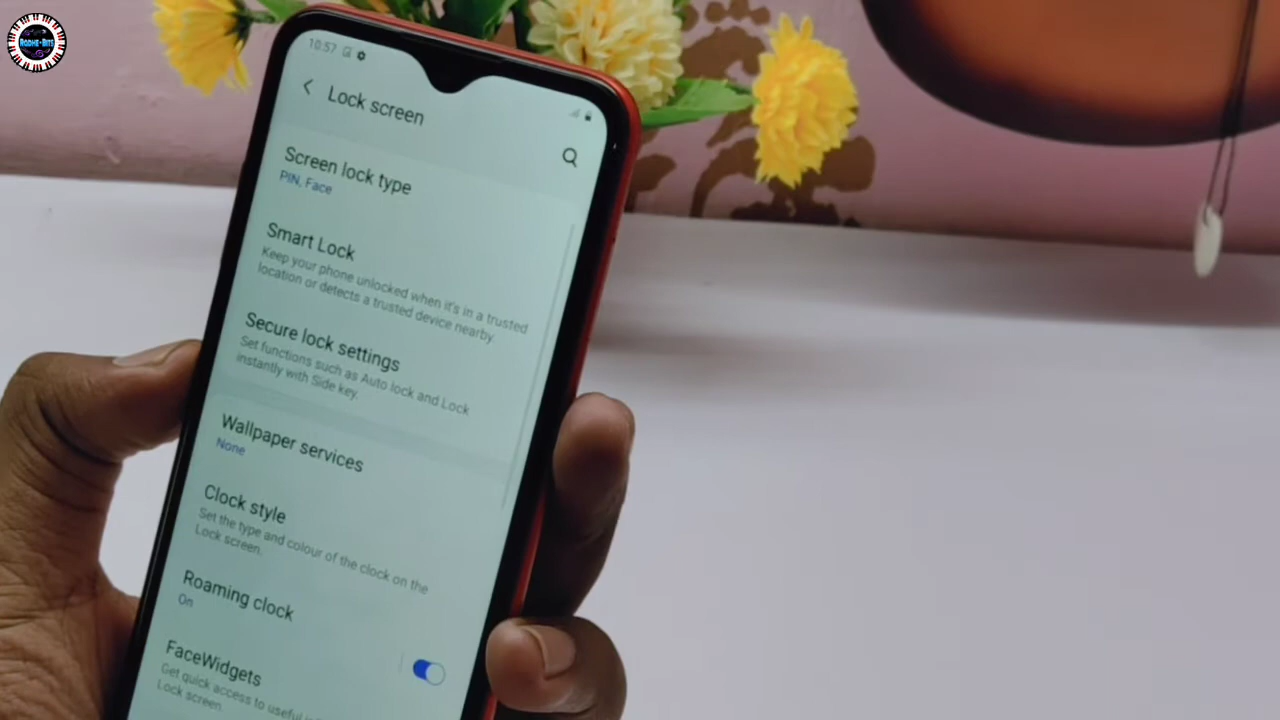 RADHE-BITS
10:57
Lock screen
Screen lock type
PIN, Face
Smart Lock
Keep your phone unlocked when it's in a trusted
location or detects a trusted device nearby.
Secure lock settings
Set functions such as Auto lock and Lock
instantly with Side key.
Wallpaper services
None
Clock style
Set the type and colour of the clock on the
Lock screen.
Roaming clock
On
FaceWidgets
Get quick access to useful
Lock screen.